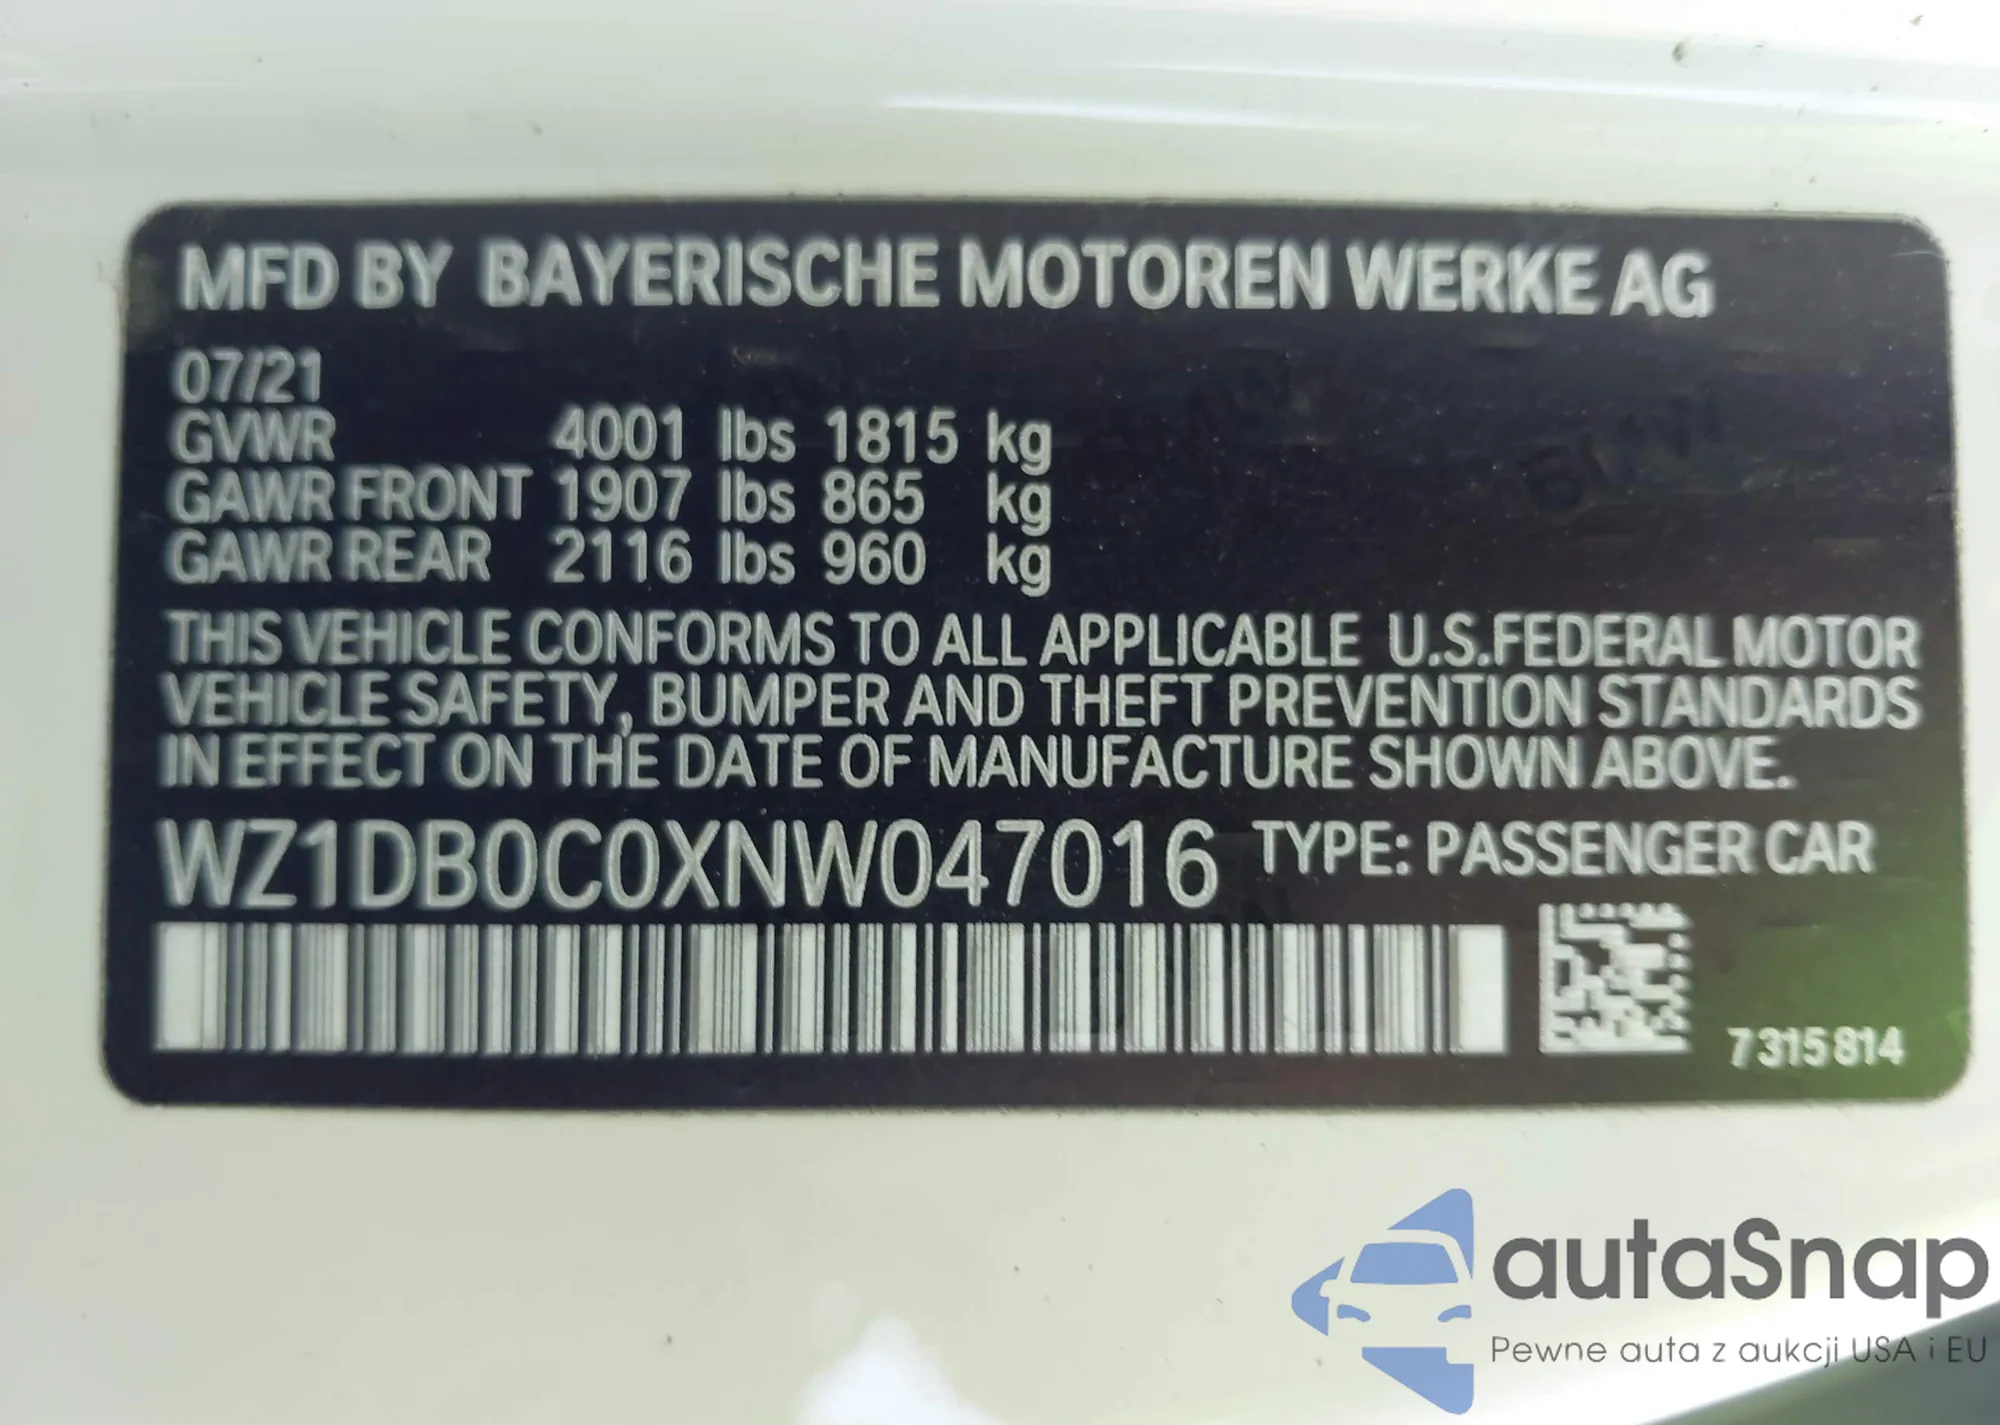 MFD BY BAYERISCHE MOTOREN WERKE AG
07/21
GVWR 4001 lbs 1815 kg
GAWR FRONT 1907 lbs 865 kg
GAWR REAR 2116 lbs 960 kg
THIS VEHICLE CONFORMS TO ALL APPLICABLE U.S.FEDERAL MOTOR
VEHICLE SAFETY, BUMPER AND THEFT PREVENTION STANDARDS
IN EFFECT ON THE DATE OF MANUFACTURE SHOWN ABOVE.
WZ1DB0C0XNW047016 TYPE: PASSENGER CAR
7315814
autaSnap
Pewne auta z aukcji USA i EU